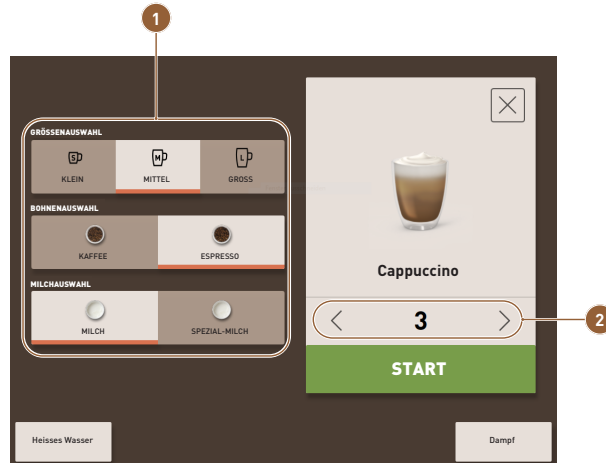 1
GRÖSSENAUSWAHL
S M L
KLEIN MITTEL GROSS
BOHNENAUSWAHL
KAFFEE ESPRESSO
MILCHAUSWAHL
MILCH SPEZIAL-MILCH
Cappuccino
3
2
START
Heisses Wasser
Dampf